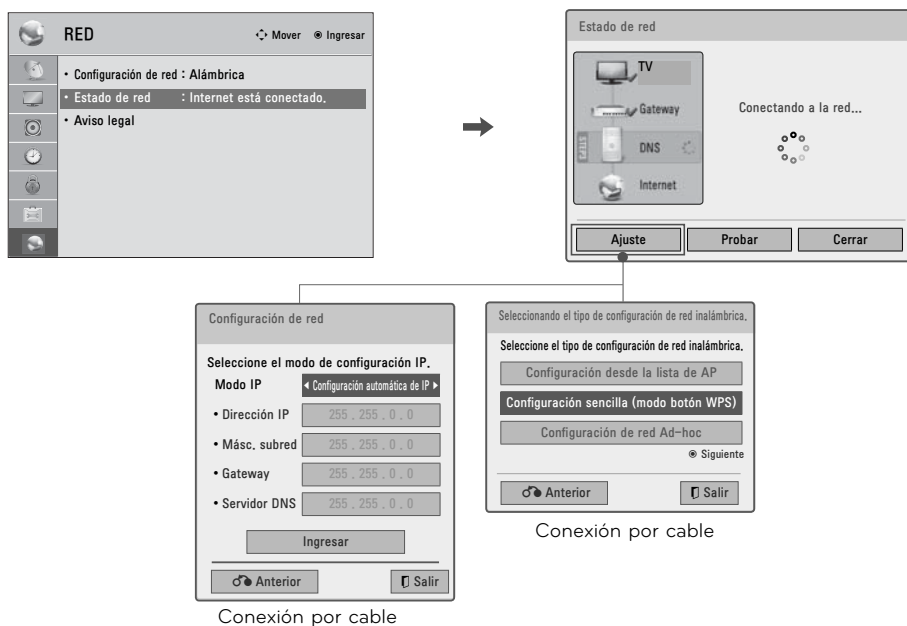 RED
Mover
Ingresar
• Configuración de red : Alámbrica
• Estado de red : Internet está conectado.
• Aviso legal
Estado de red
TV
Gateway
STEP3
DNS
Internet
Conectando a la red...
Ajuste
Probar
Cerrar
Configuración de red
Seleccione el modo de configuración IP.
Modo IP
Configuración automática de IP
• Dirección IP
255 . 255 . 0 . 0
• Másc. subred
255 . 255 . 0 . 0
• Gateway
255 . 255 . 0 . 0
• Servidor DNS
255 . 255 . 0 . 0
Ingresar
Anterior
Salir
Conexión por cable
Seleccionando el tipo de configuración de red inalámbrica.
Seleccione el tipo de configuración de red inalámbrica.
Configuración desde la lista de AP
Configuración sencilla (modo botón WPS)
Configuración de red Ad-hoc
Siguiente
Anterior
Salir
Conexión por cable